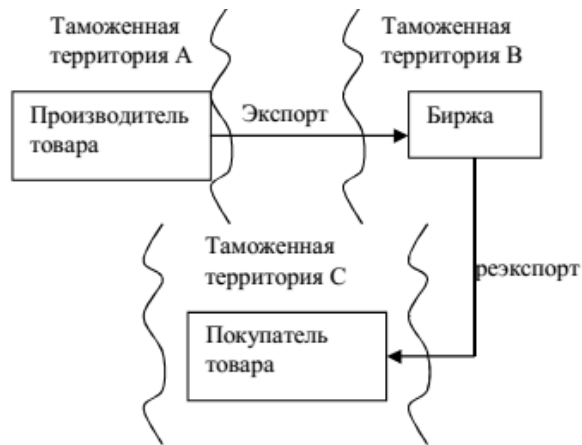 Таможенная
территория А
Таможенная
территория В
Производитель
товара
Экспорт
Биржа
Таможенная
территория С
реэкспорт
Покупатель
товара